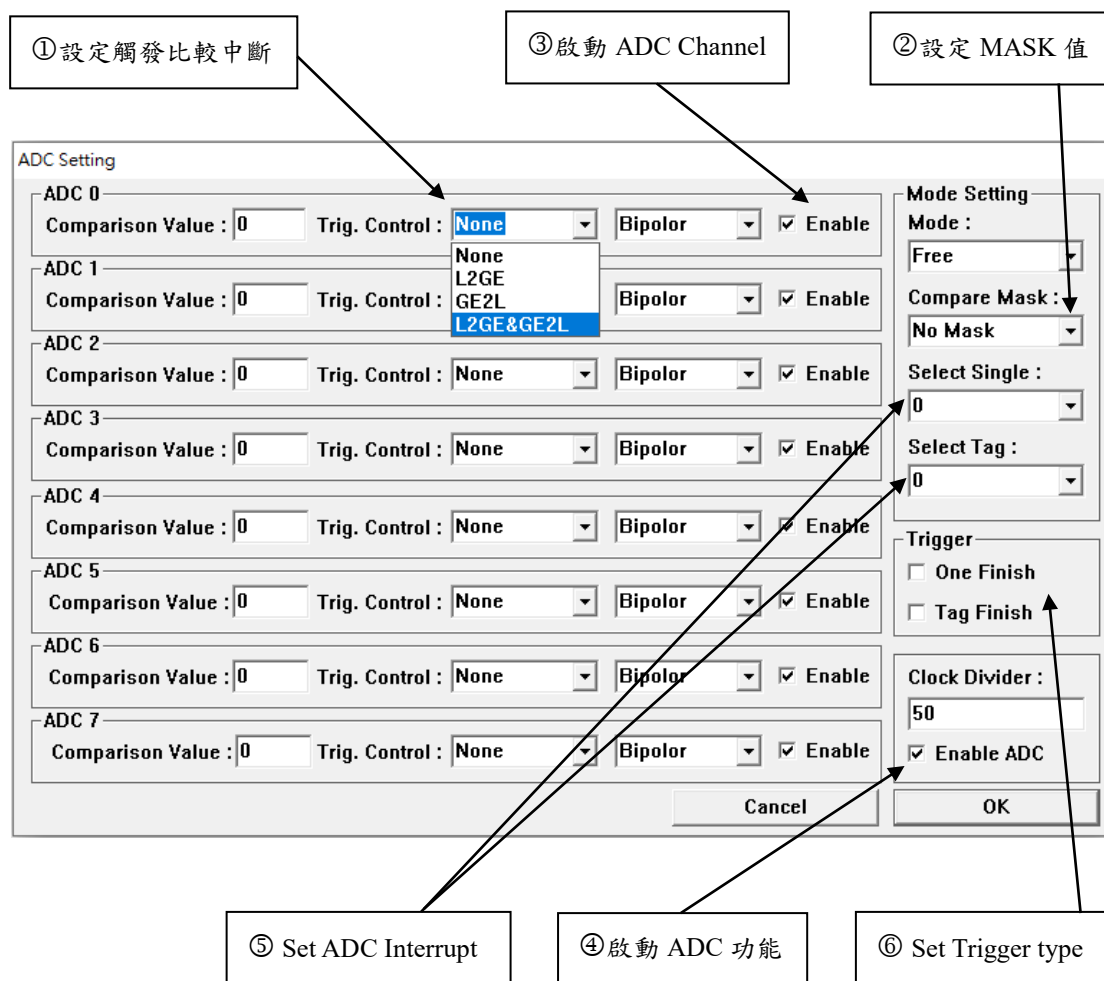 ①設定觸發比較中斷
③啟動 ADC Channel
②設定 MASK 值
ADC Setting
ADC 0
Comparison Value : 0 Trig. Control : None Bipolor Enable
None
L2GE
GE2L
L2GE&GE2L
ADC 1
Comparison Value : 0 Bipolor Enable
ADC 2
Comparison Value : 0 Trig. Control : None Bipolor Enable
ADC 3
Comparison Value : 0 Trig. Control : None Bipolor Enable
ADC 4
Comparison Value : 0 Trig. Control : None Bipolor Enable
ADC 5
Comparison Value : 0 Trig. Control : None Bipolor Enable
ADC 6
Comparison Value : 0 Trig. Control : None Bipolor Enable
ADC 7
Comparison Value : 0 Trig. Control : None Bipolor Enable
Mode Setting
Mode :
Free
Compare Mask :
No Mask
Select Single :
0
Select Tag :
0
Trigger
One Finish
Tag Finish
Clock Divider :
50
Enable ADC
Cancel
OK
⑤ Set ADC Interrupt
④啟動 ADC 功能
⑥ Set Trigger type